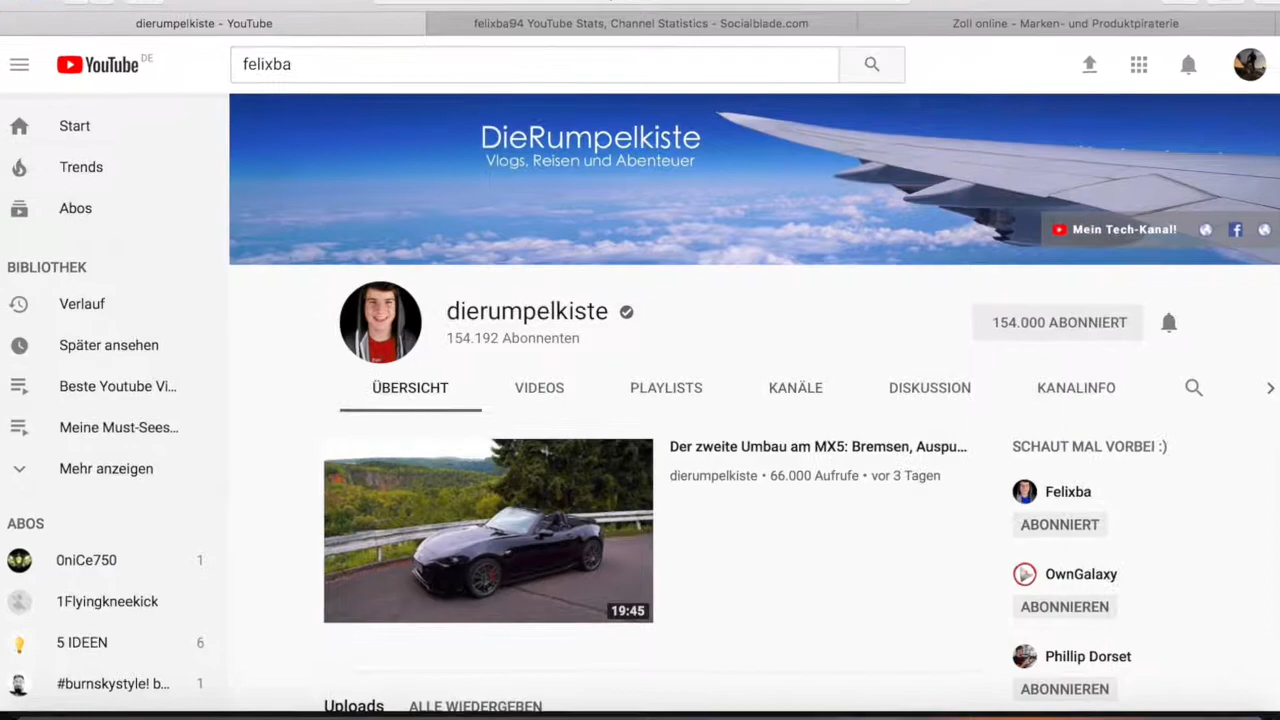 dierumpelkiste - YouTube
felixba94 YouTube Stats, Channel Statistics - Socialblade.com
Zoll online - Marken- und Produktpiraterie
YouTube DE
felixba
Start
Trends
Abos
BIBLIOTHEK
Verlauf
Später ansehen
Beste Youtube Vi...
Meine Must-Sees...
Mehr anzeigen
ABOS
0niCe750 1
1Flyingkneekick
5 IDEEN 6
#burnskystyle! b... 1
DieRumpelkiste
Vlogs, Reisen und Abenteuer
Mein Tech-Kanal!
dierumpelkiste
154.192 Abonnenten
154.000 ABONNIERT
ÜBERSICHT VIDEOS PLAYLISTS KANÄLE DISKUSSION KANALINFO
19:45
Der zweite Umbau am MX5: Bremsen, Auspu...
dierumpelkiste • 66.000 Aufrufe • vor 3 Tagen
SCHAUT MAL VORBEI :)
Felixba
ABONNIERT
OwnGalaxy
ABONNIEREN
Phillip Dorset
ABONNIEREN
Uploads ALLE WIEDERGEBEN